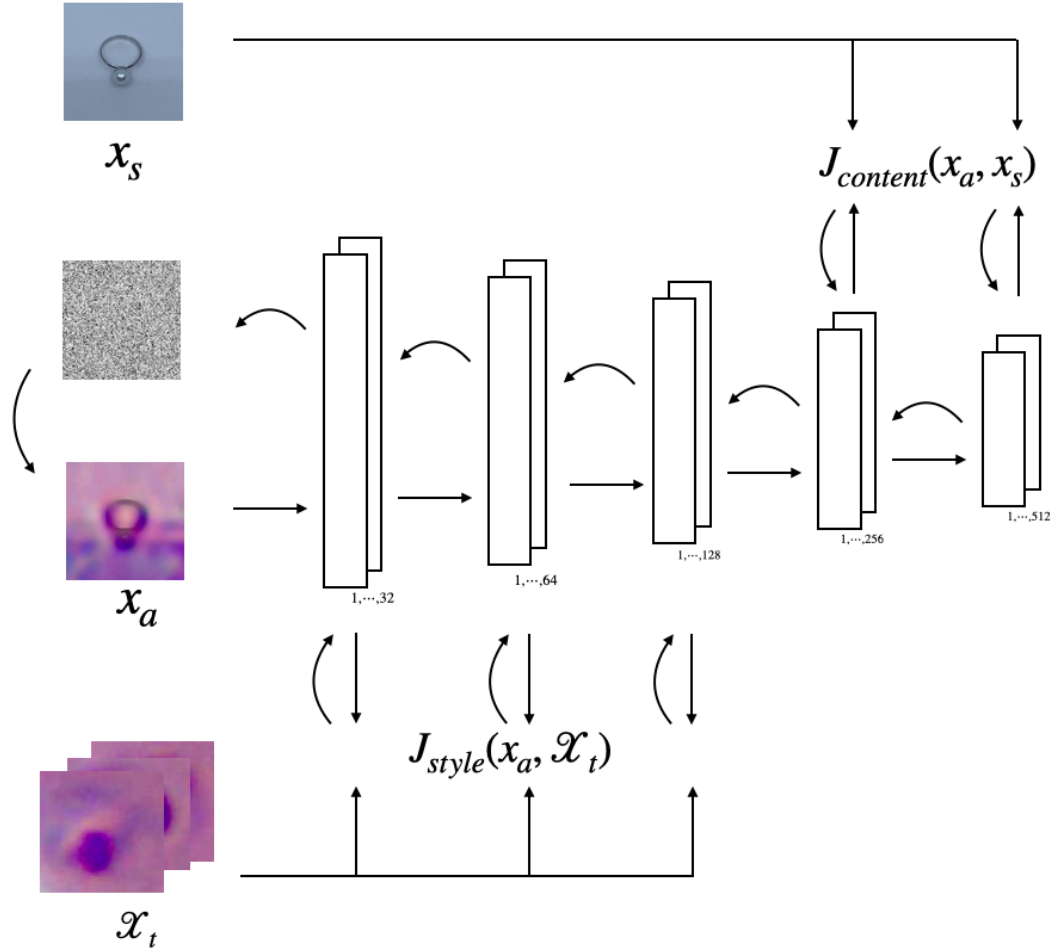 x_s
J_content(x_a, x_s)
1,⋯,32
1,⋯,64
1,⋯,128
1,⋯,256
1,⋯,512
x_a
J_style(x_a, 𝒳_t)
𝒳_t